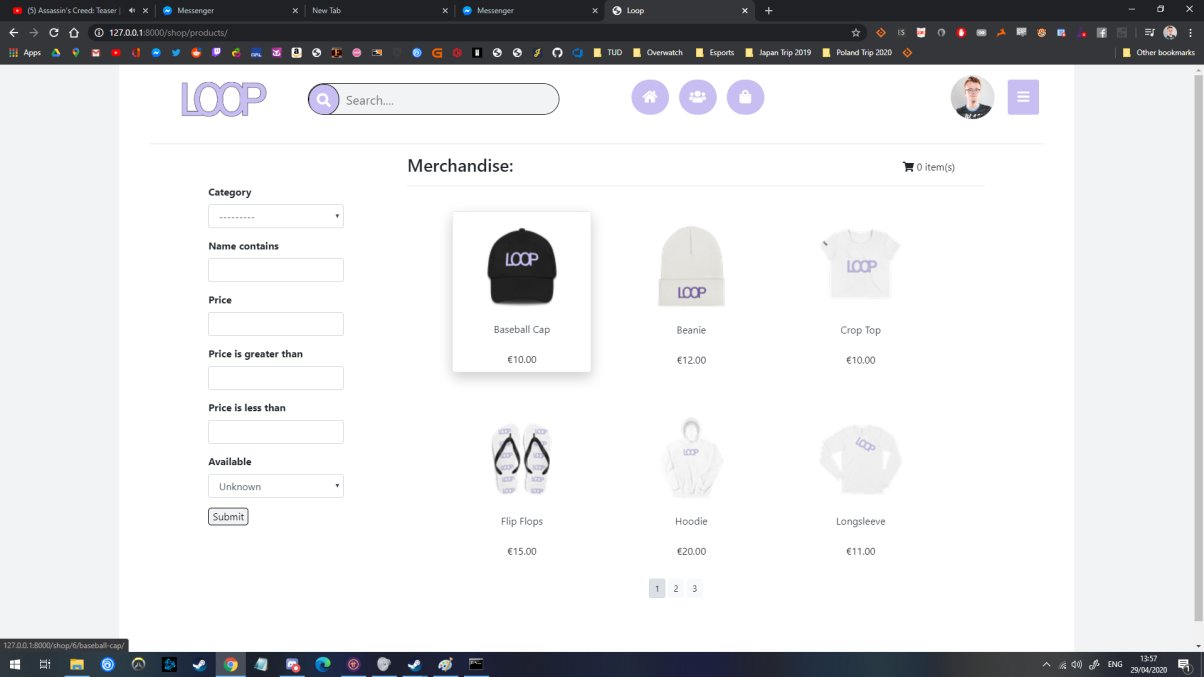 (5) Assassin's Creed: Teaser |
Messenger
New Tab
Messenger
Loop
127.0.0.1:8000/shop/products/
Apps
TUD
Overwatch
Esports
Japan Trip 2019
Poland Trip 2020
Other bookmarks
LOOP
Search....
Merchandise:
0 item(s)
Category
---------
Name contains
Price
Price is greater than
Price is less than
Available
Unknown
Submit
LOOP
Baseball Cap
€10.00
LOOP
Beanie
€12.00
LOOP
Crop Top
€10.00
Flip Flops
€15.00
LOOP
Hoodie
€20.00
LOOP
Longsleeve
€11.00
1 2 3
127.0.0.1:8000/shop/6/baseball-cap/
ENG
13:57
29/04/2020